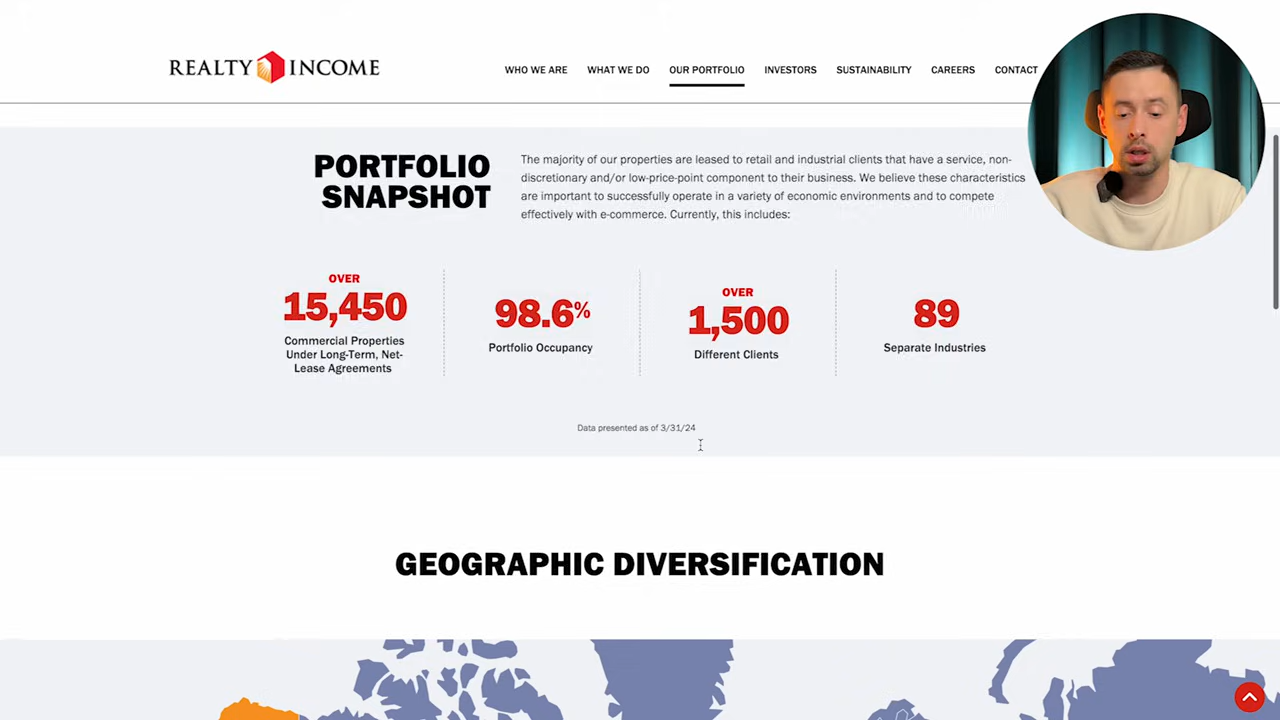 REALTY INCOME
WHO WE ARE
WHAT WE DO
OUR PORTFOLIO
INVESTORS
SUSTAINABILITY
CAREERS
CONTACT
PORTFOLIO
SNAPSHOT
The majority of our properties are leased to retail and industrial clients that have a service, non-
discretionary and/or low-price-point component to their business. We believe these characteristics
are important to successfully operate in a variety of economic environments and to compete
effectively with e-commerce. Currently, this includes:
OVER
15,450
Commercial Properties
Under Long-Term, Net-
Lease Agreements
98.6%
Portfolio Occupancy
OVER
1,500
Different Clients
89
Separate Industries
Data presented as of 3/31/24
GEOGRAPHIC DIVERSIFICATION